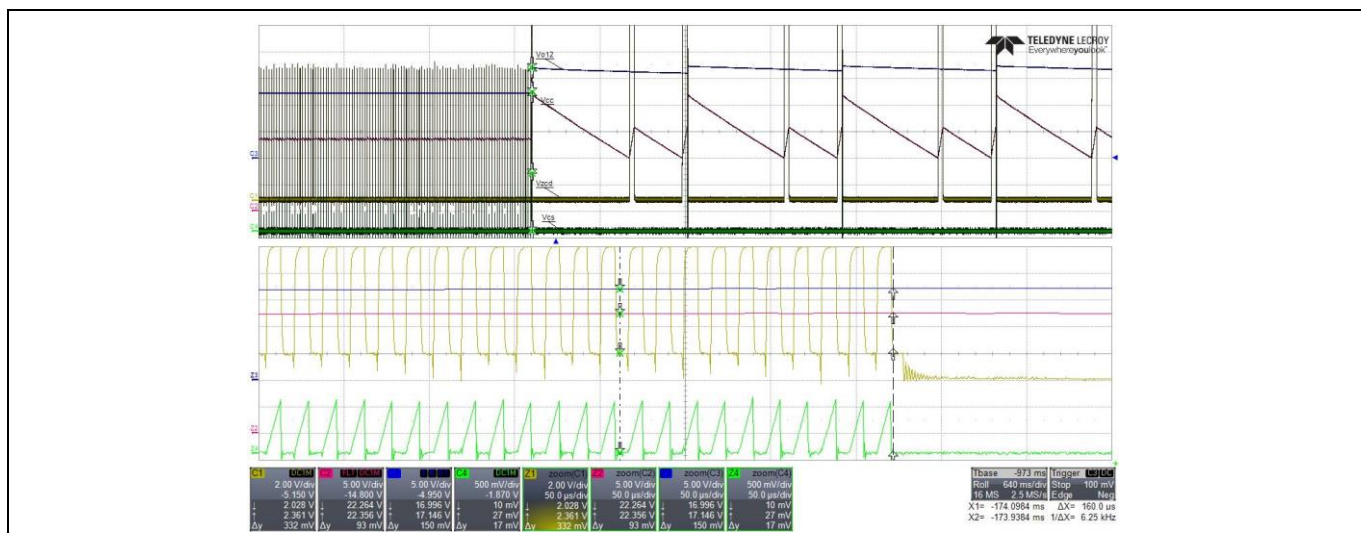 TELEDYNE LECROY
Everywhereyoulook™
Vo12
Vcc
Vzcd
Vcs
C1 DC1M
2.00 V/div
-5.150 V
↓ 2.028 V
↑ 2.361 V
Δy 332 mV
C2 FLT DC1M
5.00 V/div
-14.800 V
↓ 22.264 V
↑ 22.356 V
Δy 93 mV
5.00 V/div
-4.950 V
↓ 16.996 V
↑ 17.146 V
Δy 150 mV
C4 DC1M
500 mV/div
-1.870 V
↓ 10 mV
↑ 27 mV
Δy 17 mV
Z1 zoom(C1)
2.00 V/div
50.0 µs/div
↓ 2.028 V
↑ 2.361 V
Δy 332 mV
Z2 zoom(C2)
5.00 V/div
50.0 µs/div
↓ 22.264 V
↑ 22.356 V
Δy 93 mV
zoom(C3)
5.00 V/div
50.0 µs/div
↓ 16.996 V
↑ 17.146 V
Δy 150 mV
Z4 zoom(C4)
500 mV/div
50.0 µs/div
↓ 10 mV
↑ 27 mV
Δy 17 mV
Tbase -973 ms
Roll 640 ms/div
16 MS 2.5 MS/s
Trigger C3 DC
Stop 100 mV
Edge Neg
X1= -174.0984 ms ΔX= 160.0 µs
X2= -173.9384 ms 1/ΔX= 6.25 kHz